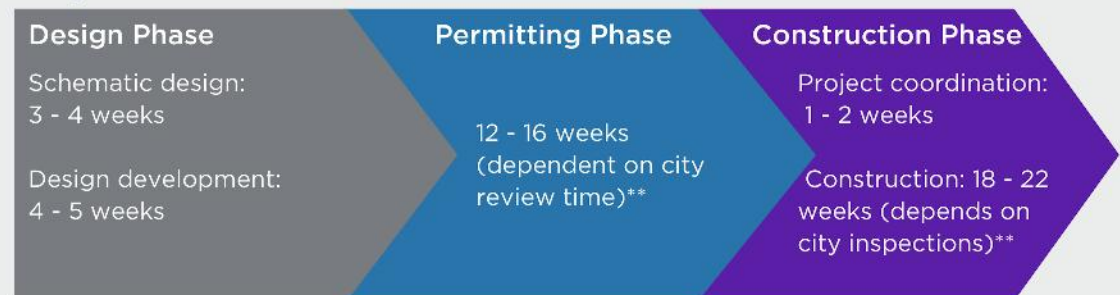 Design Phase
Schematic design:
3 - 4 weeks
Design development:
4 - 5 weeks
Permitting Phase
12 - 16 weeks
(dependent on city
review time)**
Construction Phase
Project coordination:
1 - 2 weeks
Construction: 18 - 22
weeks (depends on
city inspections)**